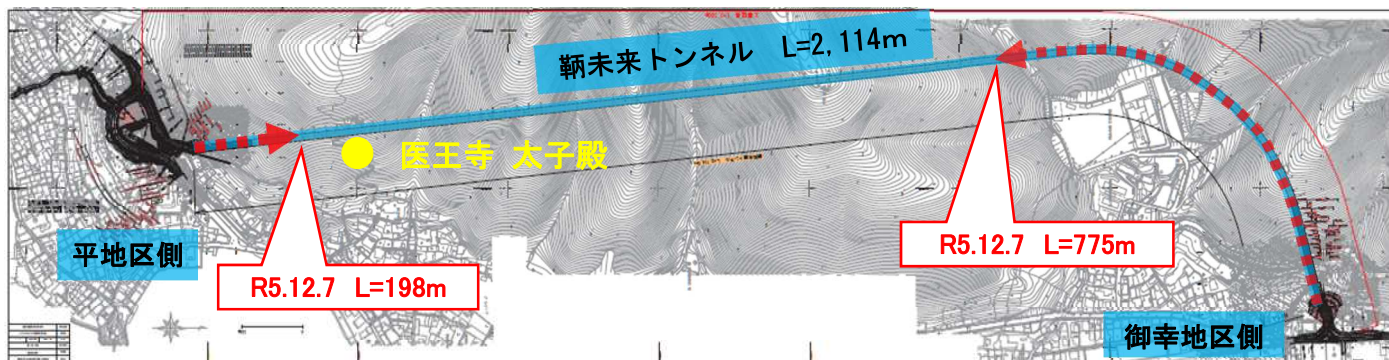 鞆未来トンネル L=2,114m
医王寺 太子殿
平地区側
R5.12.7 L=198m
R5.12.7 L=775m
御幸地区側